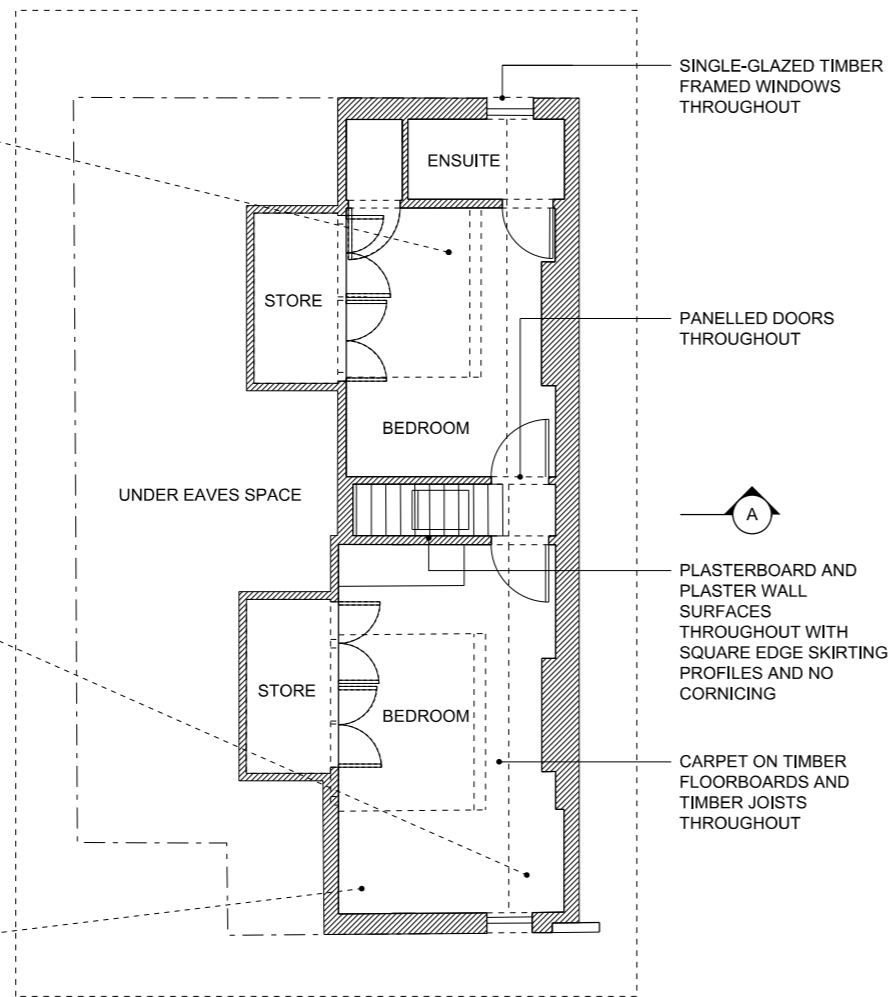 SINGLE-GLAZED TIMBER
FRAMED WINDOWS
THROUGHOUT
ENSUITE
STORE
PANELLED DOORS
THROUGHOUT
BEDROOM
UNDER EAVES SPACE
A
PLASTERBOARD AND
PLASTER WALL
SURFACES
THROUGHOUT WITH
SQUARE EDGE SKIRTING
PROFILES AND NO
CORNICING
STORE
BEDROOM
CARPET ON TIMBER
FLOORBOARDS AND
TIMBER JOISTS
THROUGHOUT